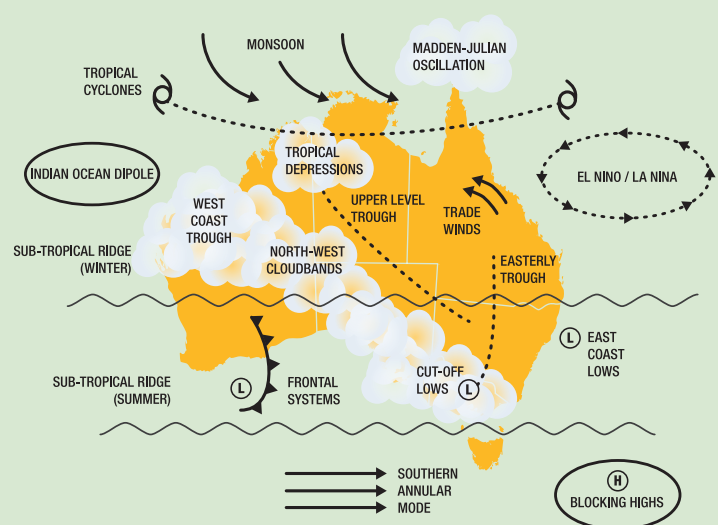 MONSOON
MADDEN-JULIAN
OSCILLATION
TROPICAL
CYCLONES
INDIAN OCEAN DIPOLE
TROPICAL
DEPRESSIONS
EL NINO / LA NINA
WEST
COAST
TROUGH
UPPER LEVEL
TROUGH
TRADE
WINDS
SUB-TROPICAL RIDGE
(WINTER)
NORTH-WEST
CLOUDBANDS
EASTERLY
TROUGH
L
EAST
COAST
LOWS
SUB-TROPICAL RIDGE
(SUMMER)
L
FRONTAL
SYSTEMS
CUT-OFF
LOWS
L
SOUTHERN
ANNULAR
MODE
H
BLOCKING HIGHS